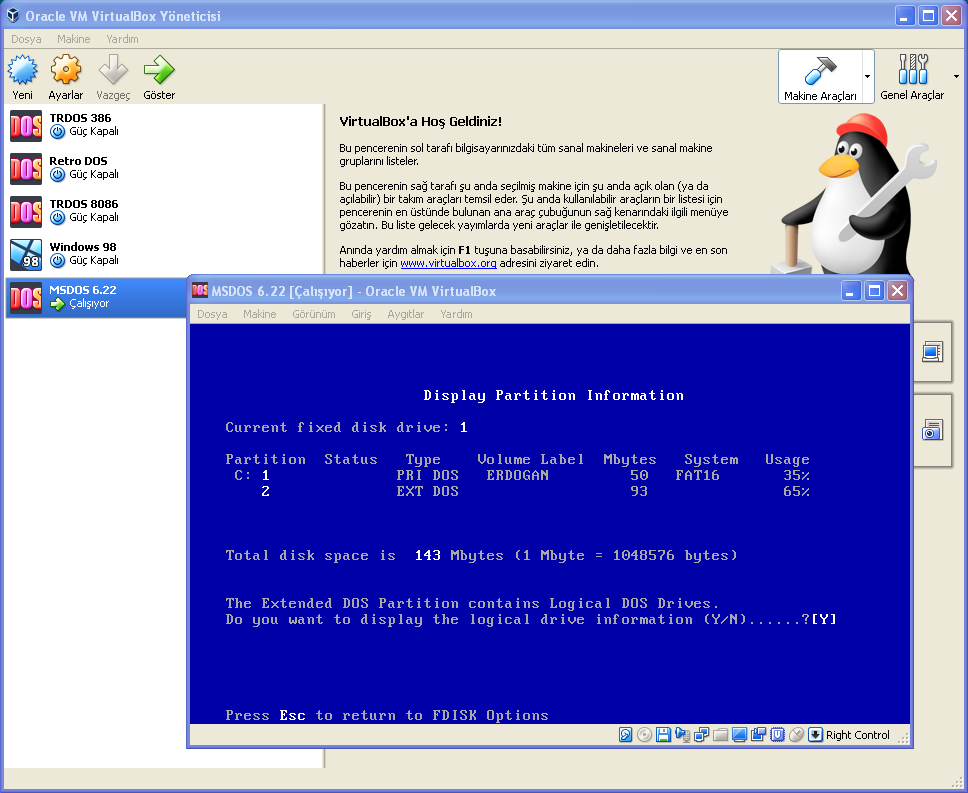 Oracle VM VirtualBox Yöneticisi
Dosya Makine Yardım
Yeni Ayarlar Vazgeç Göster Makine Araçları Genel Araçlar
DOS TRDOS 386
Güç Kapalı
DOS Retro DOS
Güç Kapalı
DOS TRDOS 8086
Güç Kapalı
98 Windows 98
Güç Kapalı
DOS MSDOS 6.22
Çalışıyor
VirtualBox'a Hoş Geldiniz!
Bu pencerenin sol tarafı bilgisayarınızdaki tüm sanal makineleri ve sanal makine
gruplarını listeler.
Bu pencerenin sağ tarafı şu anda seçilmiş makine için şu anda açık olan (ya da
açılabilir) bir takım araçları temsil eder. Şu anda kullanılabilir araçların bir listesi için
pencerenin en üstünde bulunan ana araç çubuğunun sağ kenarındaki ilgili menüye
gözatın. Bu liste gelecek yayımlarda yeni araçlar ile genişletilecektir.
Anında yardım almak için F1 tuşuna basabilirsiniz, ya da daha fazla bilgi ve en son
haberler için www.virtualbox.org adresini ziyaret edin.
DOS MSDOS 6.22 [Çalışıyor] - Oracle VM VirtualBox
Dosya Makine Görünüm Giriş Aygıtlar Yardım
Display Partition Information
Current fixed disk drive: 1
Partition Status Type Volume Label Mbytes System Usage
C: 1 PRI DOS ERDOGAN 50 FAT16 35%
2 EXT DOS 93 65%
Total disk space is 143 Mbytes (1 Mbyte = 1048576 bytes)
The Extended DOS Partition contains Logical DOS Drives.
Do you want to display the logical drive information (Y/N)......?[Y]
Press Esc to return to FDISK Options
Right Control